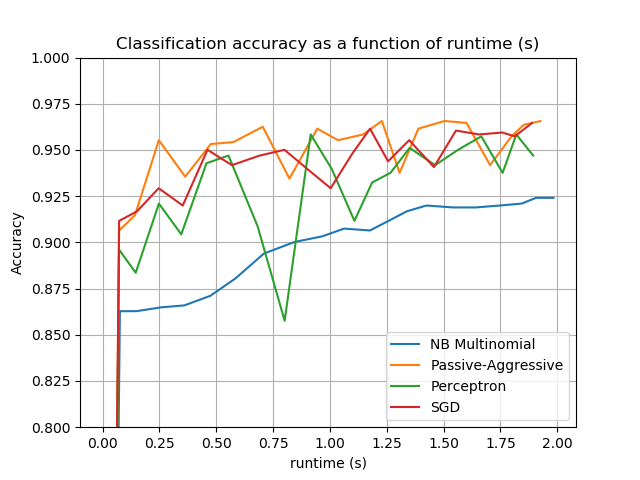 Classification accuracy as a function of runtime (s)
1.000
0.975
0.950
0.925
0.900
0.875
0.850
0.825
0.800
Accuracy
NB Multinomial
Passive-Aggressive
Perceptron
SGD
0.00 0.25 0.50 0.75 1.00 1.25 1.50 1.75 2.00
runtime (s)